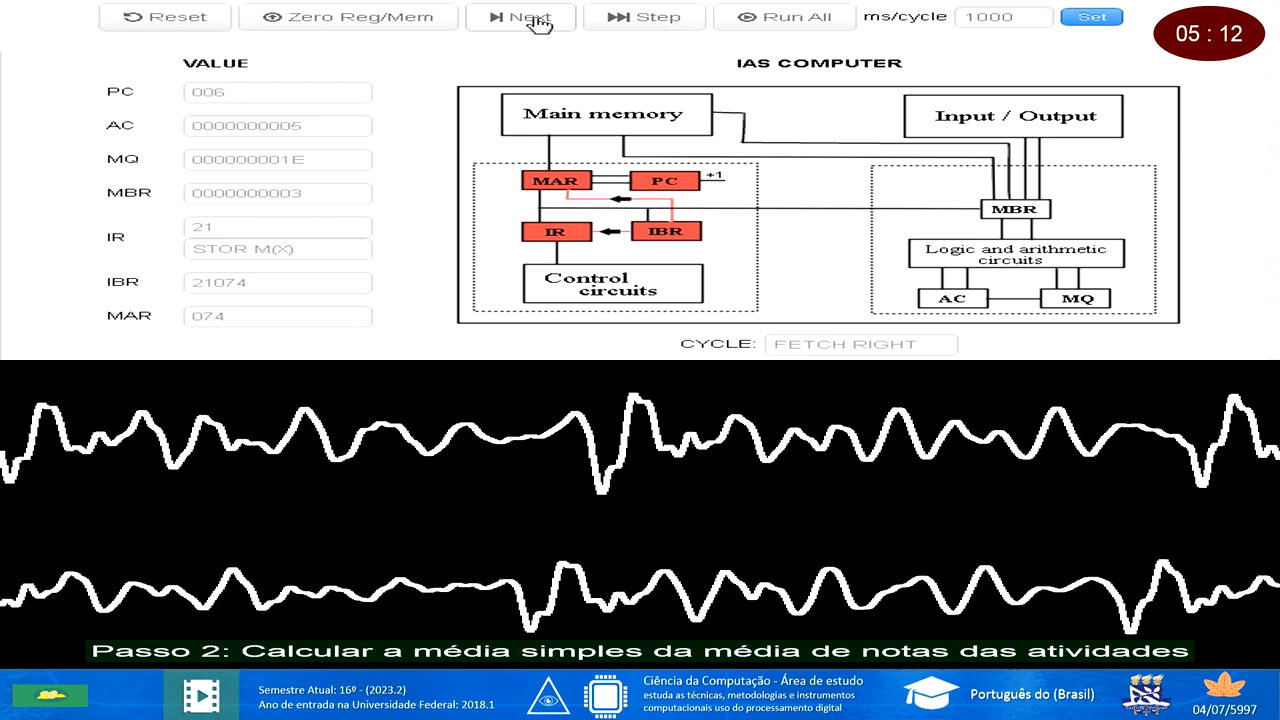 Reset
Zero Reg/Mem
Next
Step
Run All
ms/cycle
1000
Set
05 : 12
VALUE
IAS COMPUTER
PC
006
AC
0000000005
MQ
000000001E
MBR
0000000003
IR
21
STOR M(X)
IBR
21074
MAR
074
Main memory
Input / Output
MAR
PC
+1
MBR
IR
IBR
Logic and arithmetic
circuits
Control
circuits
AC
MQ
CYCLE:
FETCH RIGHT
Passo 2: Calcular a média simples da média de notas das atividades
Semestre Atual: 16º - (2023.2)
Ano de entrada na Universidade Federal: 2018.1
Ciência da Computação - Área de estudo
estuda as técnicas, metodologias e instrumentos
computacionais uso do processamento digital
Português do (Brasil)
04/07/5997